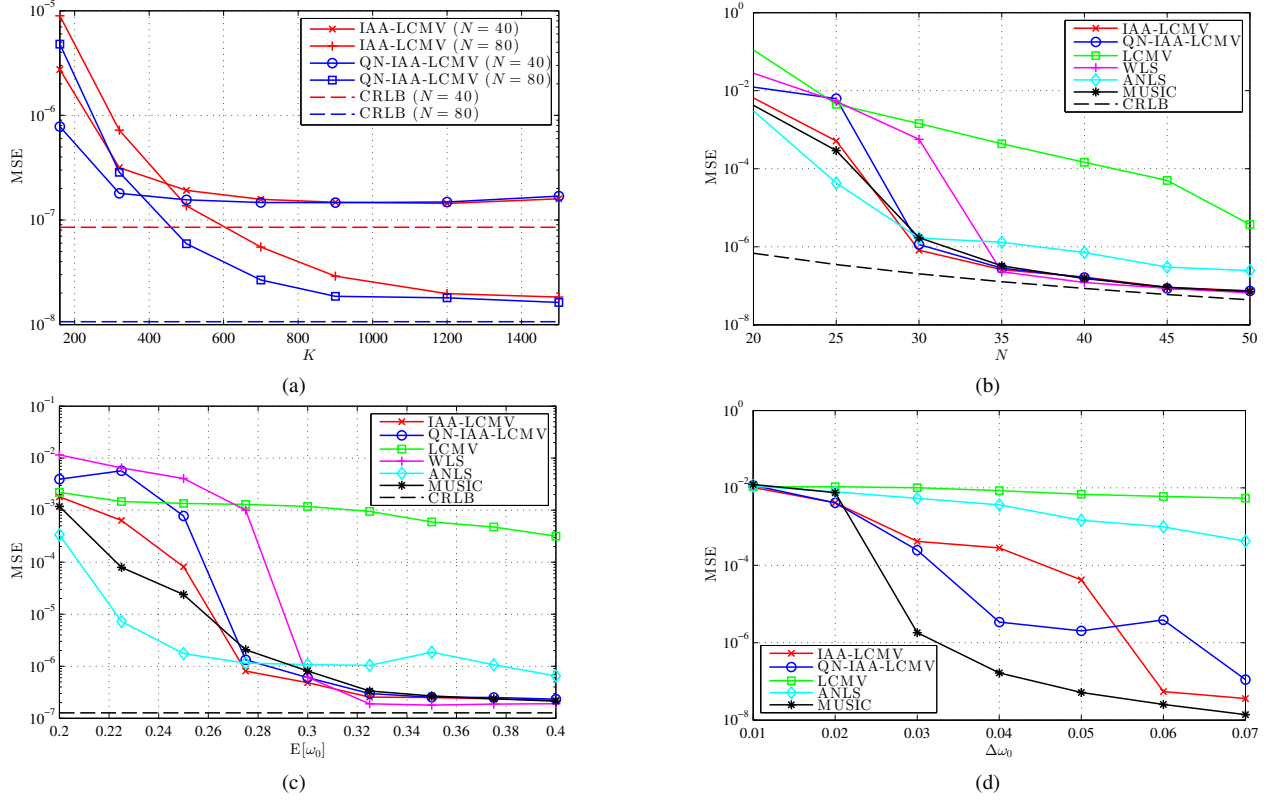 10⁻⁵
10⁻⁶
10⁻⁷
10⁻⁸
MSE
200 400 600 800 1000 1200 1400
K
IAA-LCMV (N = 40)
IAA-LCMV (N = 80)
QN-IAA-LCMV (N = 40)
QN-IAA-LCMV (N = 80)
CRLB (N = 40)
CRLB (N = 80)
(a)
10⁰
10⁻²
10⁻⁴
10⁻⁶
10⁻⁸
MSE
20 25 30 35 40 45 50
N
IAA-LCMV
QN-IAA-LCMV
LCMV
WLS
ANLS
MUSIC
CRLB
(b)
10⁻¹
10⁻²
10⁻³
10⁻⁴
10⁻⁵
10⁻⁶
10⁻⁷
MSE
0.2 0.22 0.24 0.26 0.28 0.3 0.32 0.34 0.36 0.38 0.4
E[ω₀]
IAA-LCMV
QN-IAA-LCMV
LCMV
WLS
ANLS
MUSIC
CRLB
(c)
10⁰
10⁻²
10⁻⁴
10⁻⁶
10⁻⁸
MSE
0.01 0.02 0.03 0.04 0.05 0.06 0.07
Δω₀
IAA-LCMV
QN-IAA-LCMV
LCMV
ANLS
MUSIC
(d)